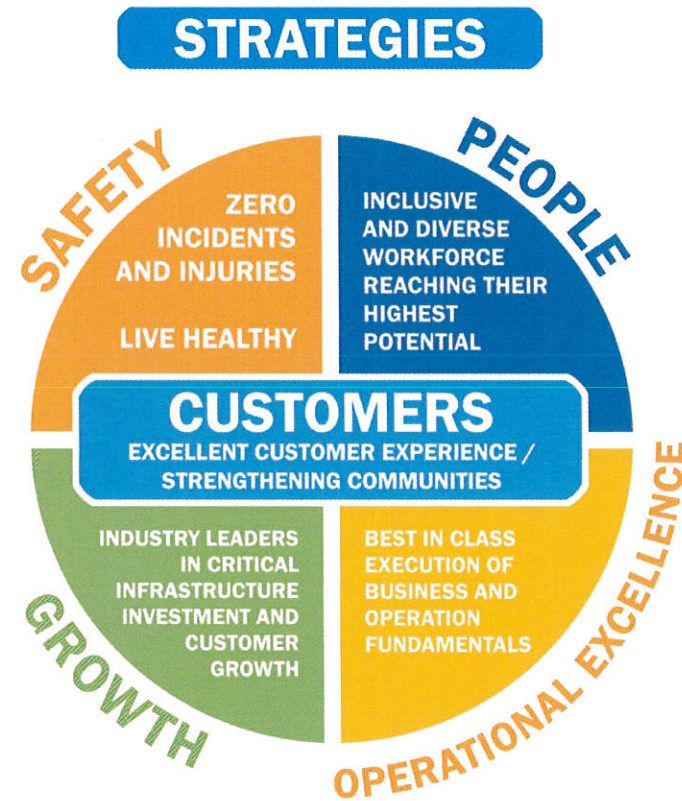 STRATEGIES
SAFETY
ZERO
INCIDENTS
AND INJURIES
LIVE HEALTHY
PEOPLE
INCLUSIVE
AND DIVERSE
WORKFORCE
REACHING THEIR
HIGHEST
POTENTIAL
CUSTOMERS
EXCELLENT CUSTOMER EXPERIENCE /
STRENGTHENING COMMUNITIES
GROWTH
INDUSTRY LEADERS
IN CRITICAL
INFRASTRUCTURE
INVESTMENT AND
CUSTOMER
GROWTH
OPERATIONAL EXCELLENCE
BEST IN CLASS
EXECUTION OF
BUSINESS AND
OPERATION
FUNDAMENTALS